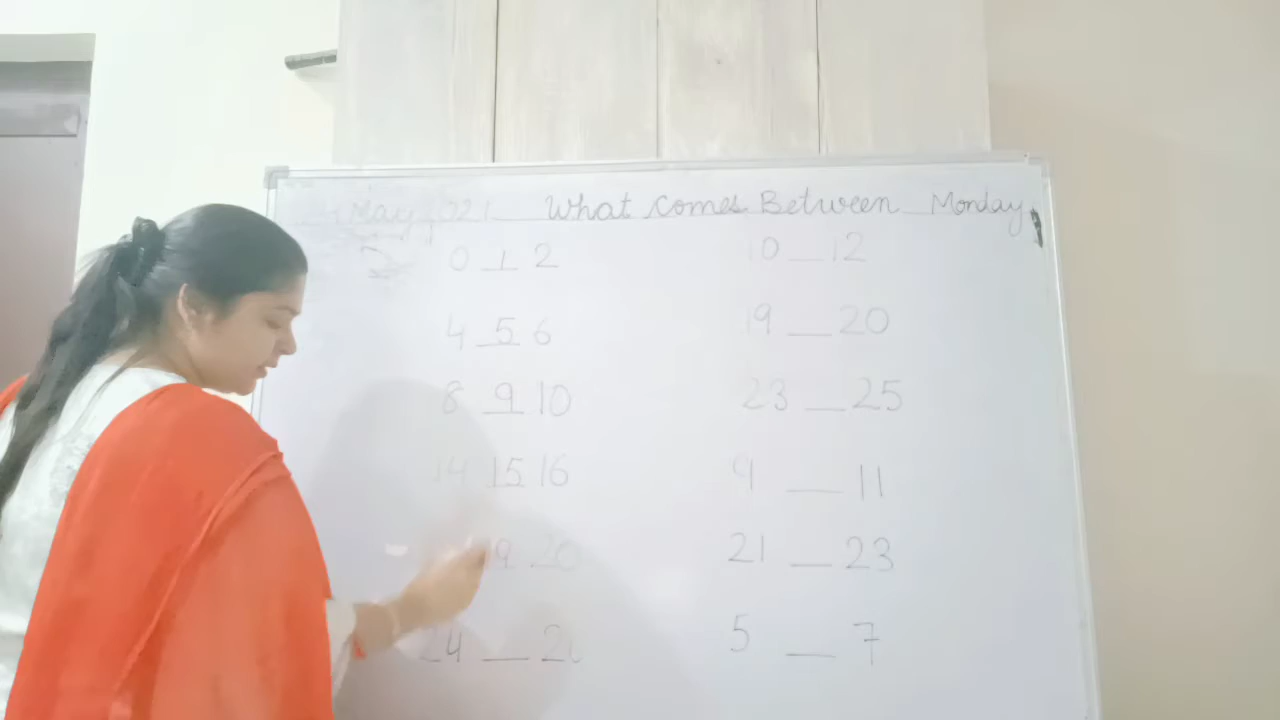 May 2021 What comes Between Monday
0 1 2 10 __ 12
4 5 6 19 __ 20
8 9 10 23 __ 25
14 15 16 9 __ 11
19 20 21 __ 23
24 __ 5 __ 7